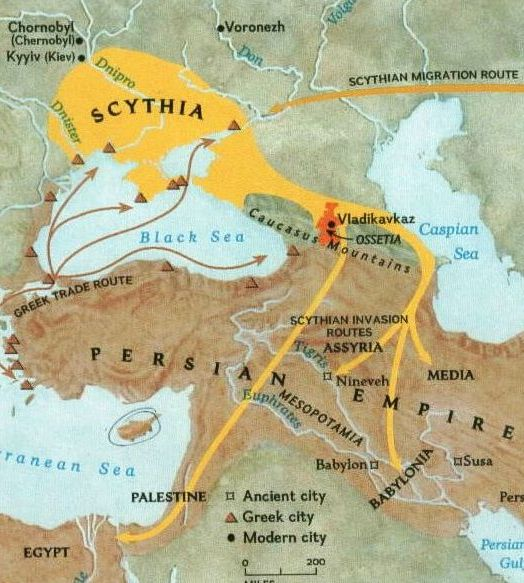 Chornobyl
(Chernobyl)
Kyyiv (Kiev)
Voronezh
Volga
Don
Dnipro
Dnister
SCYTHIA
SCYTHIAN MIGRATION ROUTE
Vladikavkaz
OSSETIA
Caucasus Mountains
Caspian
Sea
Black Sea
GREEK TRADE ROUTE
SCYTHIAN INVASION
ROUTES
Tigris
ASSYRIA
Nineveh
MEDIA
PERSIAN EMPIRE
Euphrates
MESOPOTAMIA
Babylon
BABYLONIA
Susa
ranean Sea
PALESTINE
EGYPT
Ancient city
Greek city
Modern city
0 200
MILES
Pers
Persian
Gul